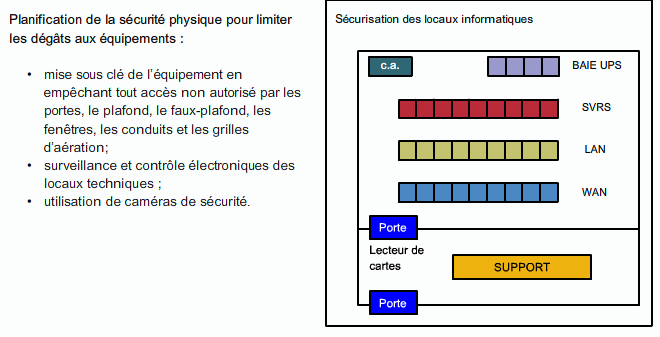 Planification de la sécurité physique pour limiter
les dégâts aux équipements :
• mise sous clé de l'équipement en
empêchant tout accès non autorisé par les
portes, le plafond, le faux-plafond, les
fenêtres, les conduits et les grilles
d'aération;
• surveillance et contrôle électroniques des
locaux techniques ;
• utilisation de caméras de sécurité.
Sécurisation des locaux informatiques
c.a.
BAIE UPS
SVRS
LAN
WAN
Porte
Lecteur de
cartes
SUPPORT
Porte